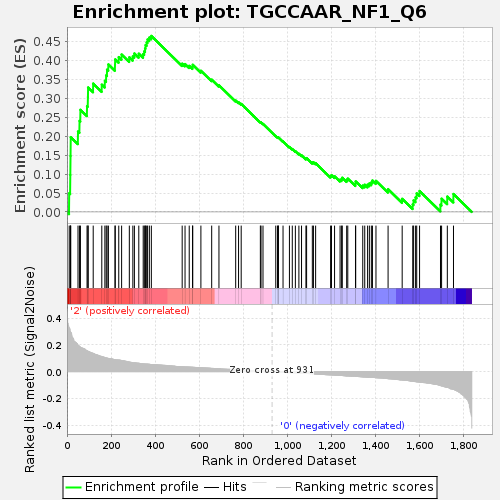 Enrichment plot: TGCCAAR_NF1_Q6
Enrichment score (ES)
0.45
0.40
0.35
0.30
0.25
0.20
0.15
0.10
0.05
0.00
Ranked list metric (Signal2Noise)
'2' (positively correlated)
0.4
0.2
0.0
-0.2
-0.4
Zero cross at 931
'0' (negatively correlated)
0 200 400 600 800 1,000 1,200 1,400 1,600 1,800
Rank in Ordered Dataset
Enrichment profile Hits Ranking metric scores